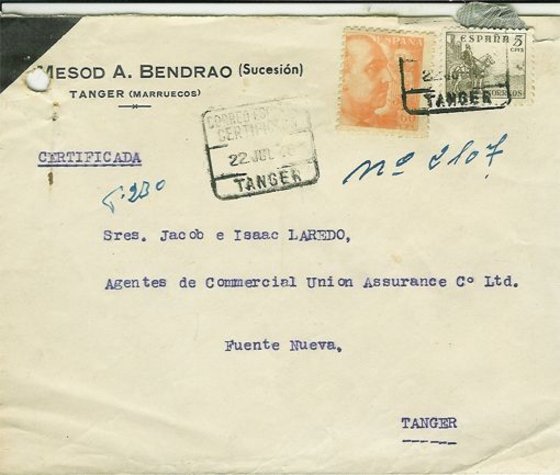 MESOD A. BENDRAO (Sucesión)
TANGER (MARRUECOS)
ESPAÑA
ESPAÑA 5 CTS
CORREOS
TANGER
CERTIFICADO
22 JUL
TANGER
CERTIFICADA
nº 2107
Sres. Jacob e Isaac LAREDO,
Agentes de Commercial Union Assurance Cº Ltd.
Fuente Nueva.
TANGER